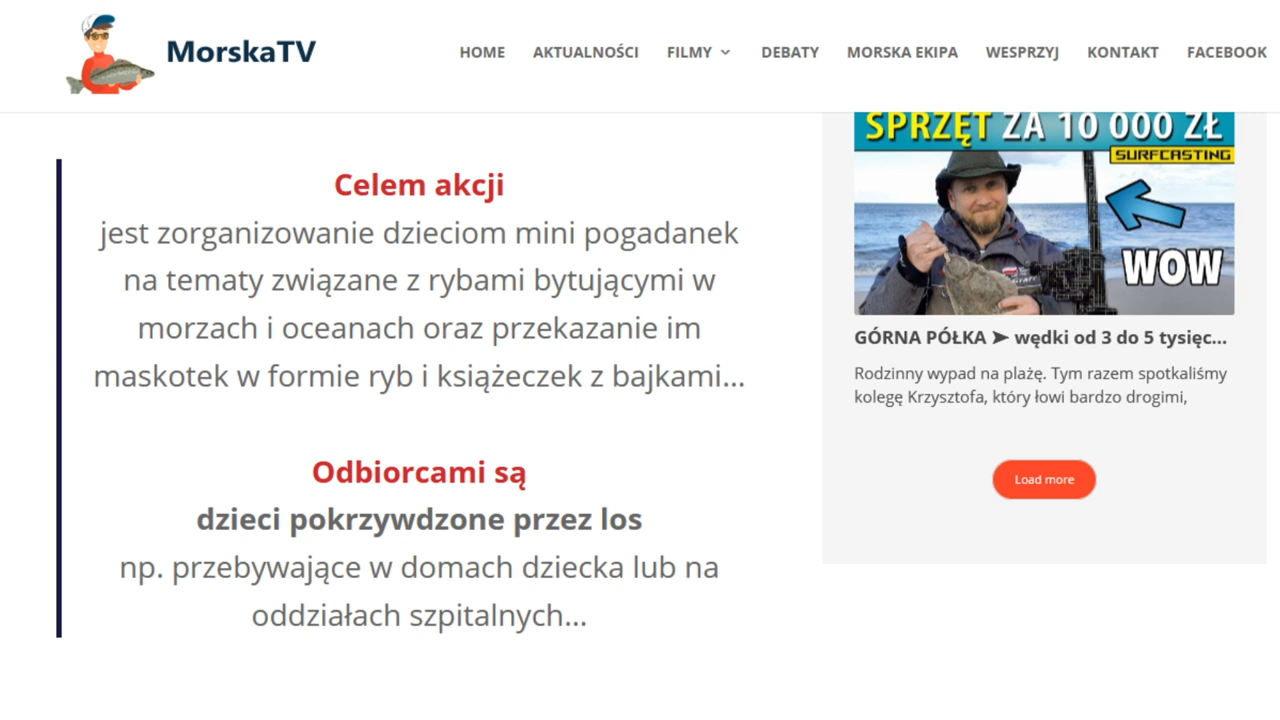 MorskaTV
HOME AKTUALNOŚCI FILMY DEBATY MORSKA EKIPA WESPRZYJ KONTAKT FACEBOOK
Celem akcji
jest zorganizowanie dzieciom mini pogadanek
na tematy związane z rybami bytującymi w
morzach i oceanach oraz przekazanie im
maskotek w formie ryb i książeczek z bajkami...
Odbiorcami są
dzieci pokrzywdzone przez los
np. przebywające w domach dziecka lub na
oddziałach szpitalnych...
SPRZĘT ZA 10 000 ZŁ
SURFCASTING
WOW
GÓRNA PÓŁKA ➤ wędki od 3 do 5 tysięc...
Rodzinny wypad na plażę. Tym razem spotkaliśmy
kolegę Krzysztofa, który łowi bardzo drogimi,
Load more